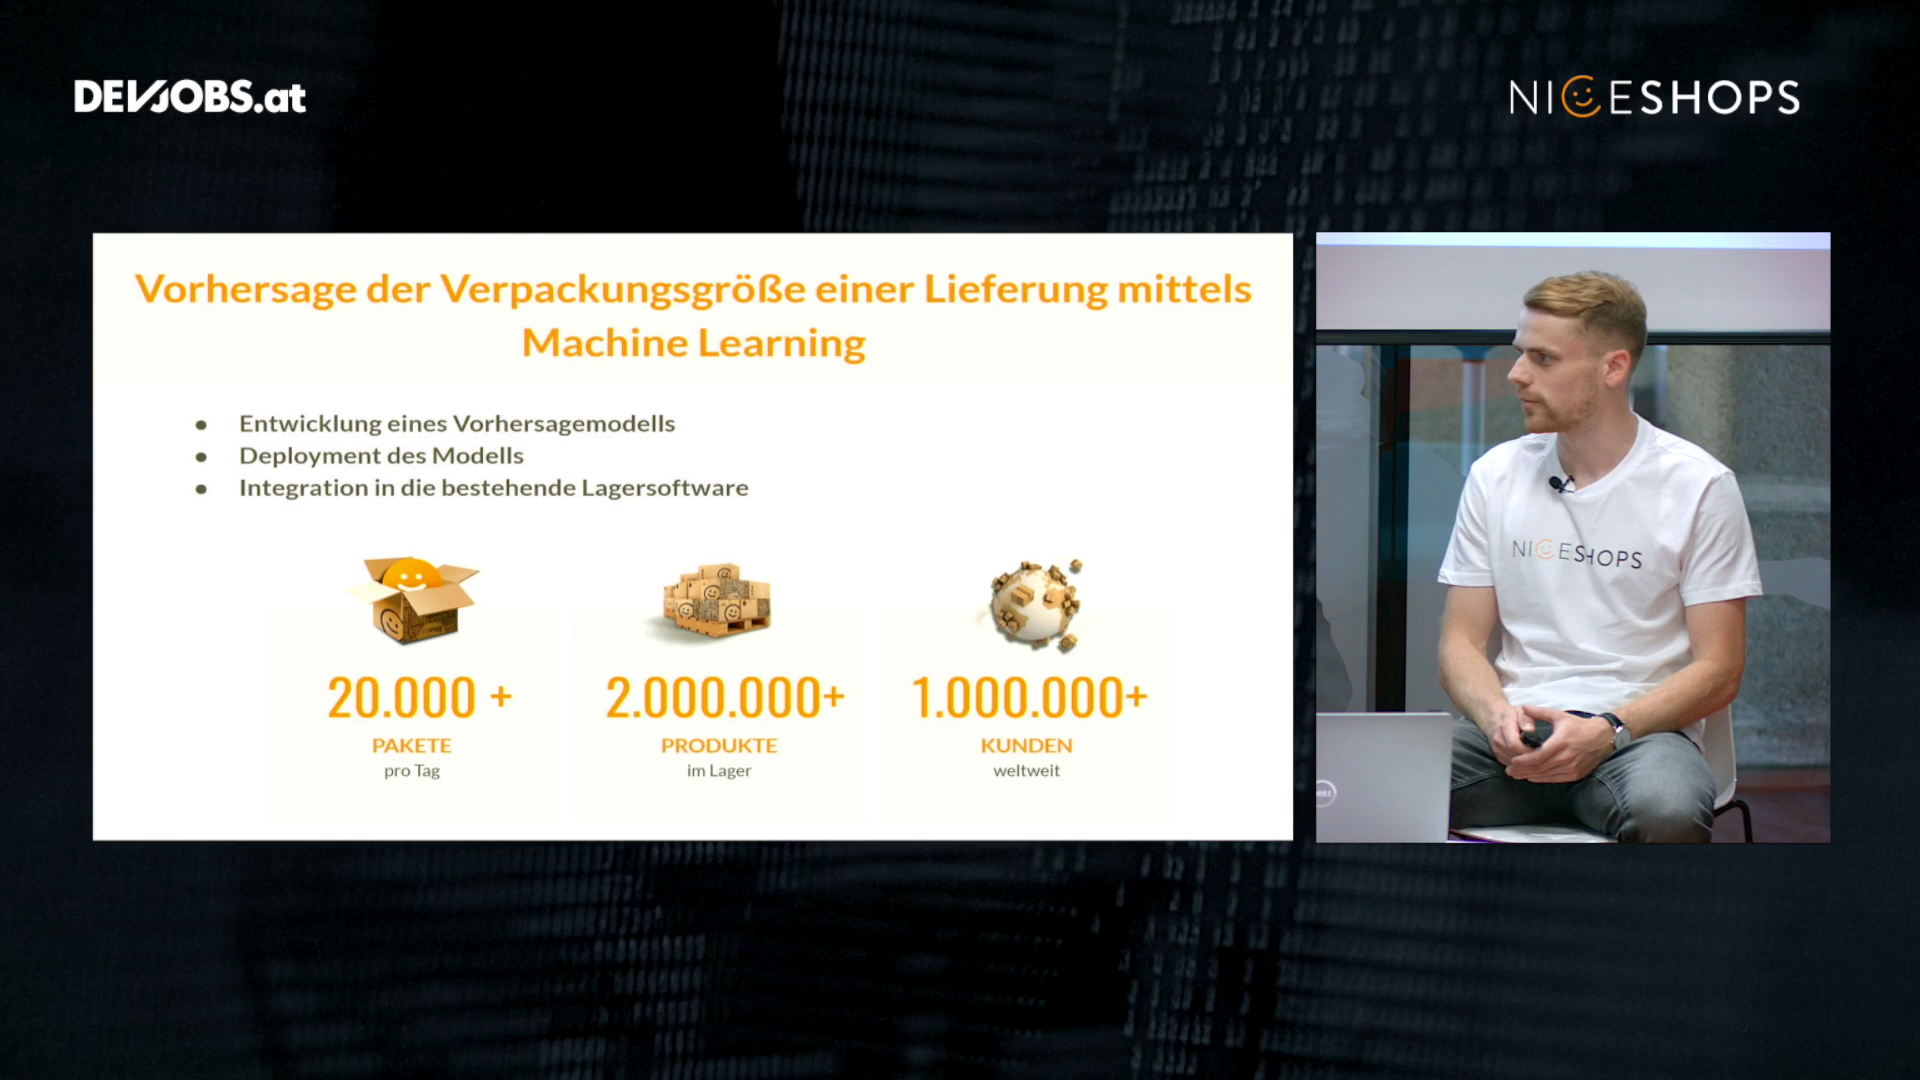 DEVJOBS.at
NICESHOPS
Vorhersage der Verpackungsgröße einer Lieferung mittels
Machine Learning
• Entwicklung eines Vorhersagemodells
• Deployment des Modells
• Integration in die bestehende Lagersoftware
20.000 +
PAKETE
pro Tag
2.000.000+
PRODUKTE
im Lager
1.000.000+
KUNDEN
weltweit
NICESHOPS